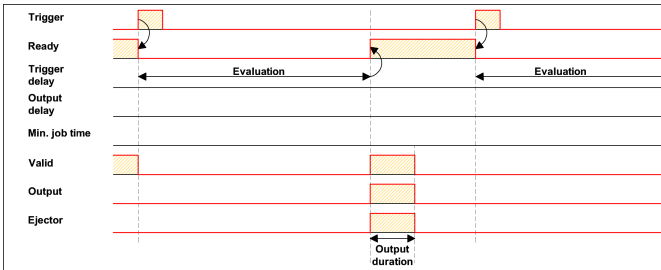 Trigger
Ready
Trigger
delay
Evaluation
Evaluation
Output
delay
Min. job time
Valid
Output
Ejector
Output
duration